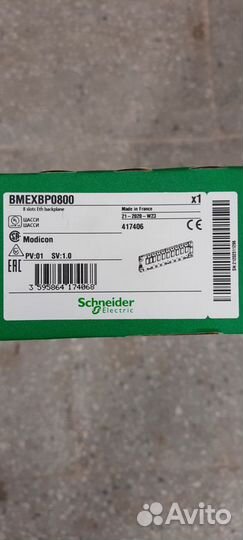 BMEXBP0800 x1
8 slots Eth backplane
Made in France
21-2020-W23
ШАССИ
ШАССИ
417406
Modicon
EAC
PV:01 SV:1.0
Schneider
Electric
3 595864 174068
Avito